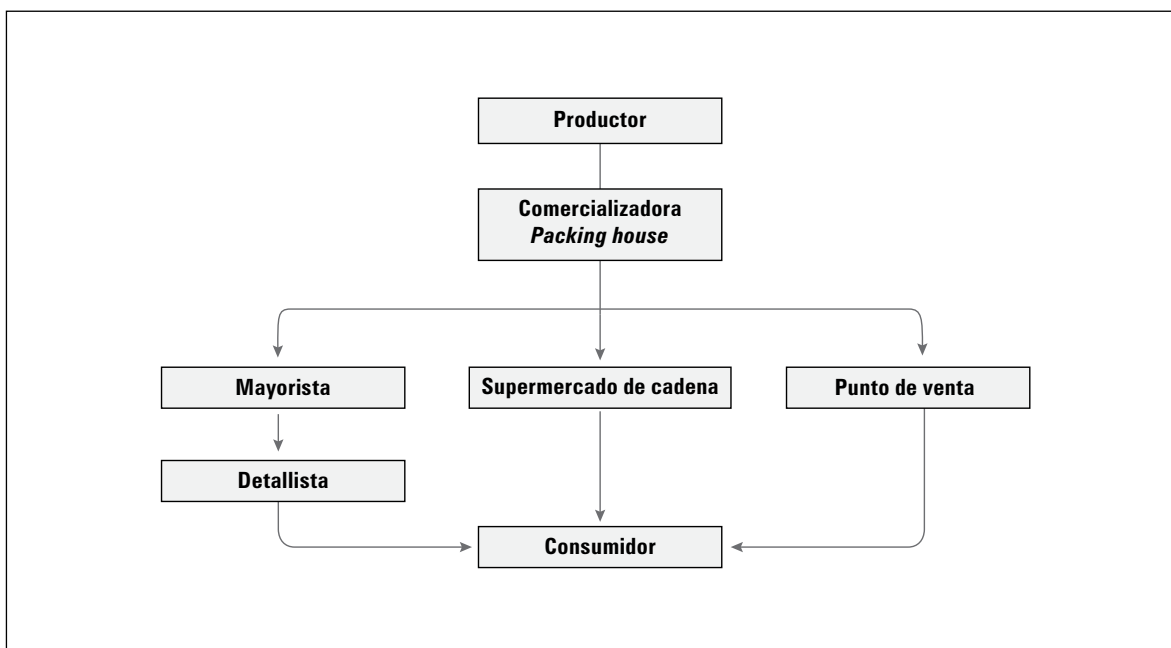 Productor
Comercializadora
Packing house
Mayorista
Supermercado de cadena
Punto de venta
Detallista
Consumidor